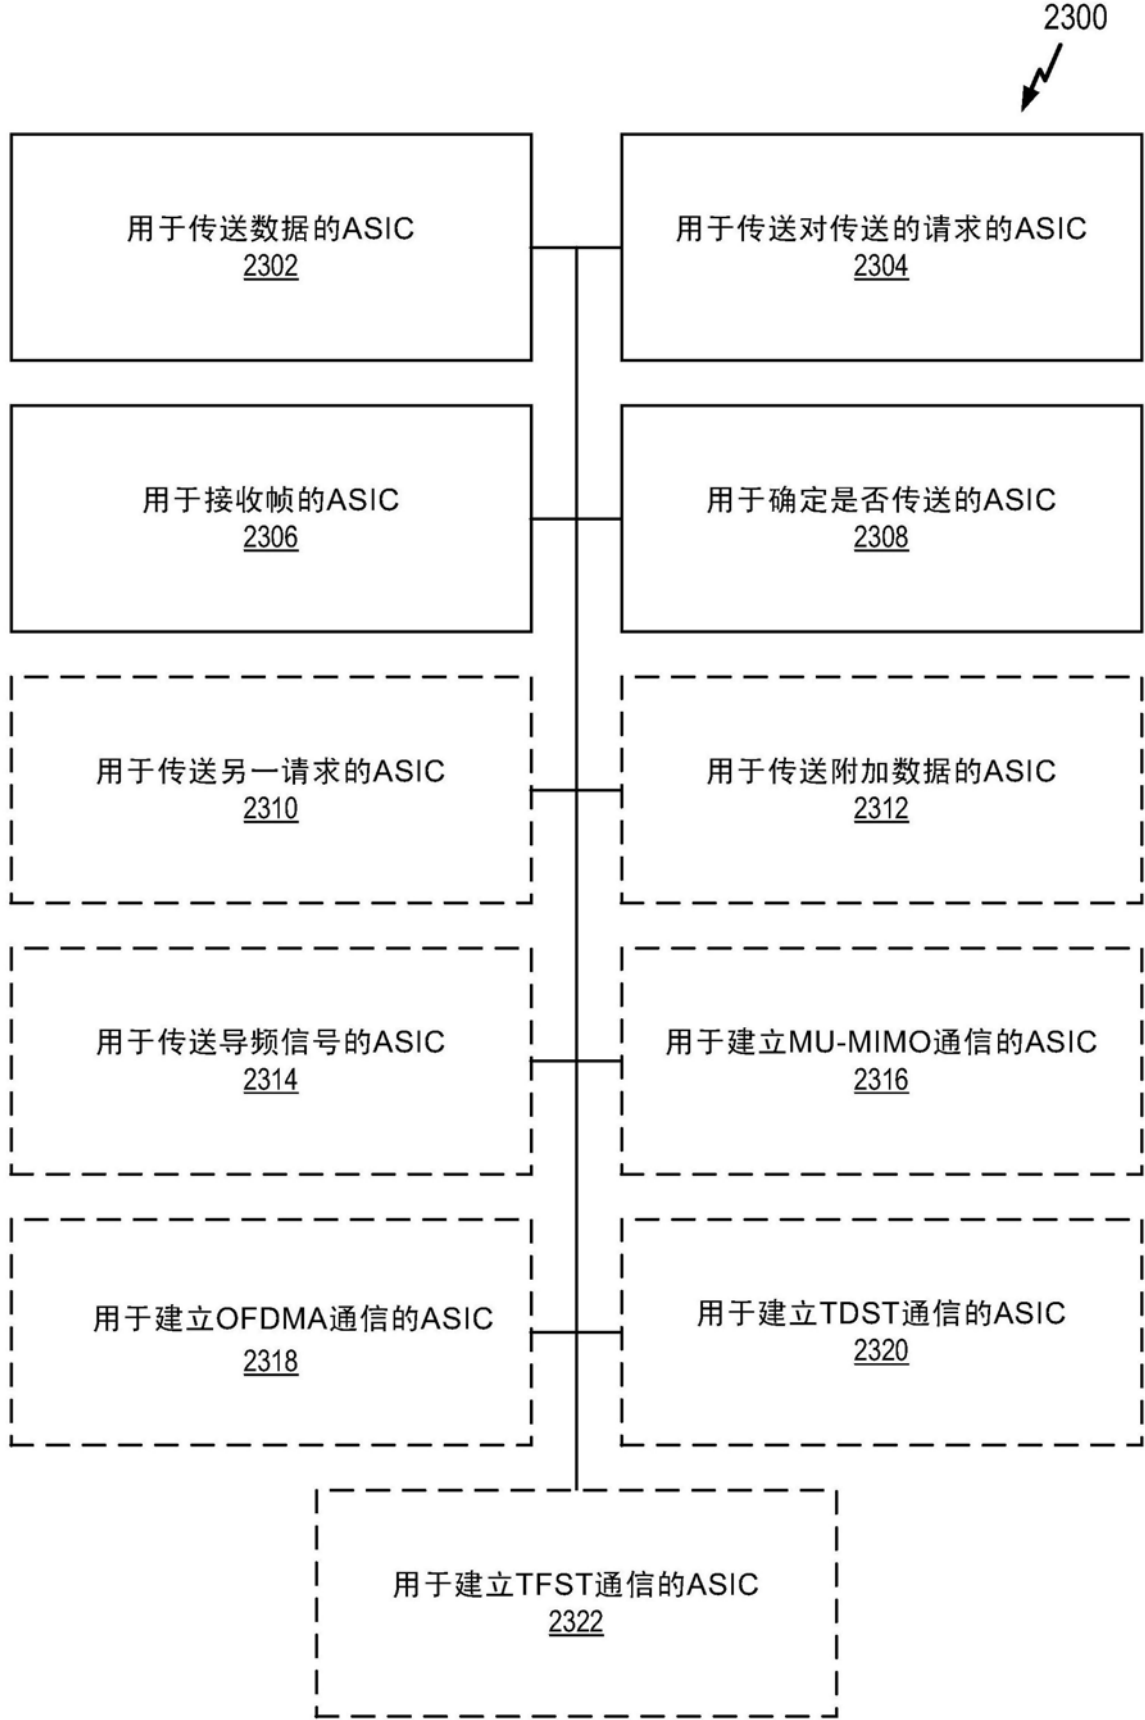 2300
用于传送数据的ASIC
2302
用于传送对传送的请求的ASIC
2304
用于接收帧的ASIC
2306
用于确定是否传送的ASIC
2308
用于传送另一请求的ASIC
2310
用于传送附加数据的ASIC
2312
用于传送导频信号的ASIC
2314
用于建立MU-MIMO通信的ASIC
2316
用于建立OFDMA通信的ASIC
2318
用于建立TDST通信的ASIC
2320
用于建立TFST通信的ASIC
2322